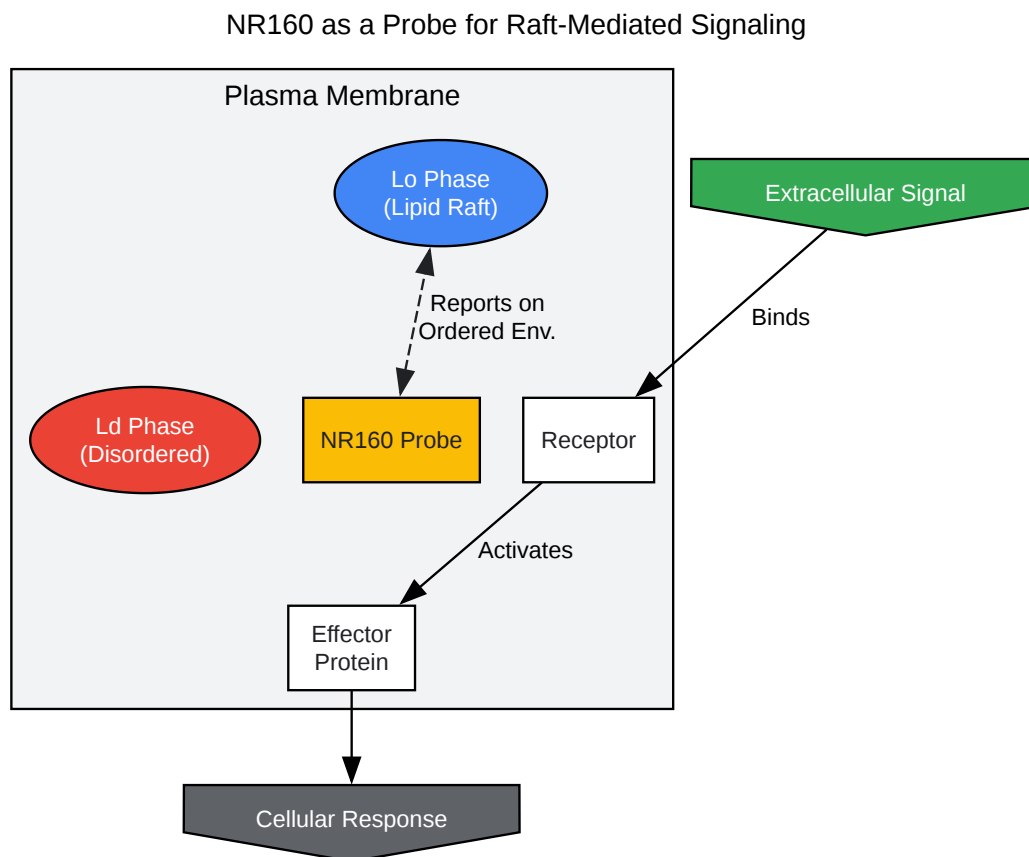 NR160 as a Probe for Raft-Mediated Signaling
Plasma Membrane
Lo Phase
(Lipid Raft)
Extracellular Signal
Reports on
Ordered Env.
Binds
Ld Phase
(Disordered)
NR160 Probe
Receptor
Activates
Effector
Protein
Cellular Response